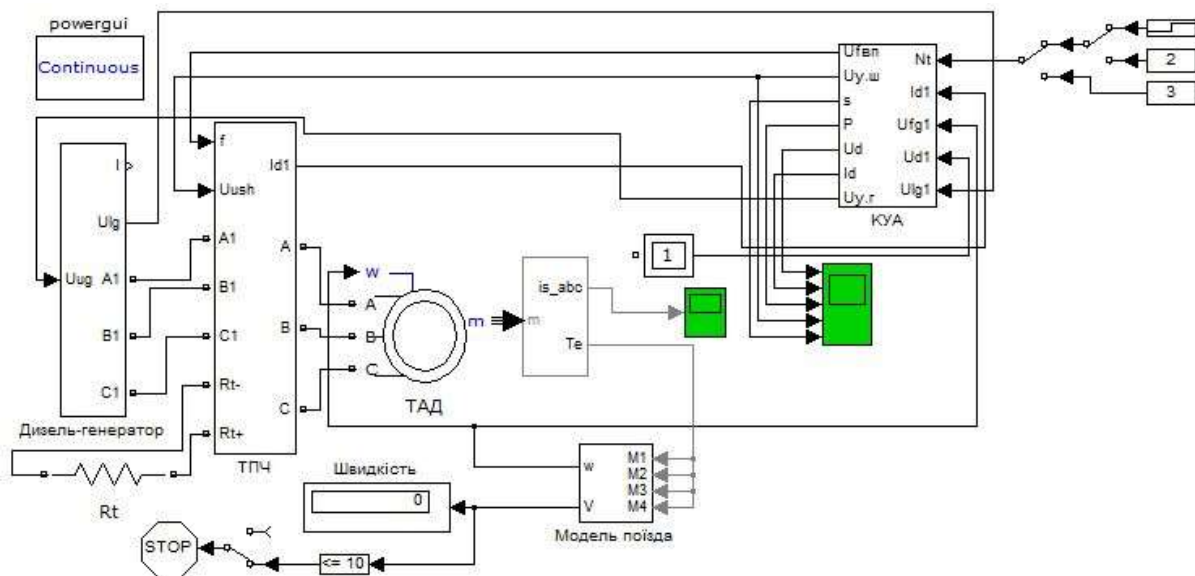 powergui
Continuous
Ufвп
Uу.ш
s
P
Ud
Id
Uу.г
Nt
Id1
Ufg1
Ud1
Ulg1
КУА
2
3
1
f
Uush
A1
B1
C1
Rt-
Rt+
Id1
A
B
C
ТПЧ
I
Ulg
Uug
A1
B1
C1
Дизель-генератор
Rt
w
A
B
C
m
ТАД
m
is_abc
Te
Швидкість
0
w
V
M1
M2
M3
M4
Модель поїзда
STOP
<= 10